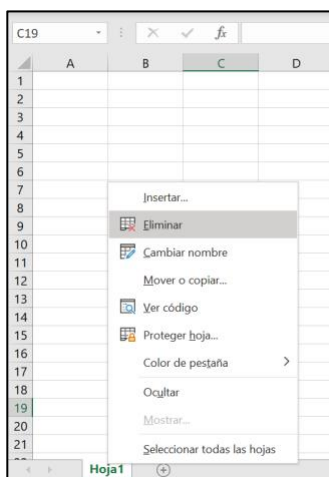 C19 fx
A B C D
1
2
3
4
5
6
7
8
9
10
11
12
13
14
15
16
17
18
19
20
21
Insertar...
Eliminar
Cambiar nombre
Mover o copiar...
Ver código
Proteger hoja...
Color de pestaña
Ocultar
Mostrar...
Seleccionar todas las hojas
Hoja1